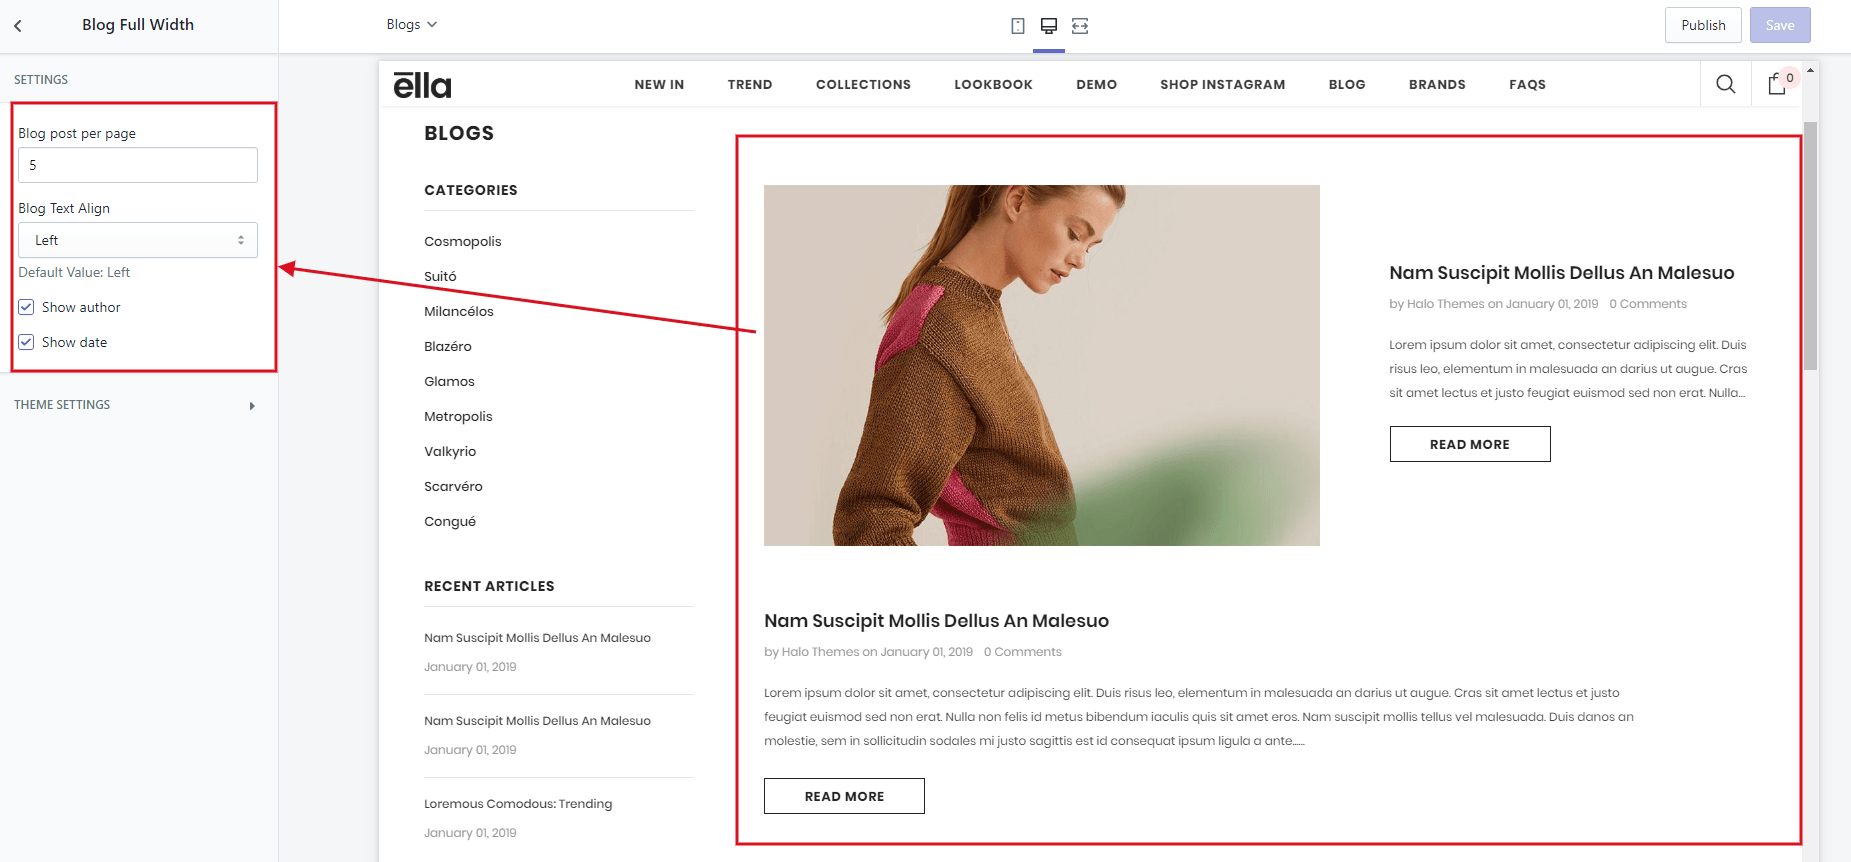 Blog Full Width
Blogs
Publish
Save
SETTINGS
Blog post per page
5
Blog Text Align
Left
Default Value: Left
Show author
Show date
THEME SETTINGS
ēlla
NEW IN TREND COLLECTIONS LOOKBOOK DEMO SHOP INSTAGRAM BLOG BRANDS FAQS
0
BLOGS
CATEGORIES
Cosmopolis
Suitó
Milancélos
Blazéro
Glamos
Metropolis
Valkyrio
Scarvéro
Congué
RECENT ARTICLES
Nam Suscipit Mollis Dellus An Malesuo
January 01, 2019
Nam Suscipit Mollis Dellus An Malesuo
January 01, 2019
Loremous Comodous: Trending
January 01, 2019
Nam Suscipit Mollis Dellus An Malesuo
by Halo Themes on January 01, 2019 0 Comments
Lorem ipsum dolor sit amet, consectetur adipiscing elit. Duis
risus leo, elementum in malesuada an darius ut augue. Cras
sit amet lectus et justo feugiat euismod sed non erat. Nulla...
READ MORE
Nam Suscipit Mollis Dellus An Malesuo
by Halo Themes on January 01, 2019 0 Comments
Lorem ipsum dolor sit amet, consectetur adipiscing elit. Duis risus leo, elementum in malesuada an darius ut augue. Cras sit amet lectus et justo
feugiat euismod sed non erat. Nulla non felis id metus bibendum iaculis quis sit amet eros. Nam suscipit mollis tellus vel malesuada. Duis danos an
molestie, sem in sollicitudin sodales mi justo sagittis est id consequat ipsum ligula a ante......
READ MORE